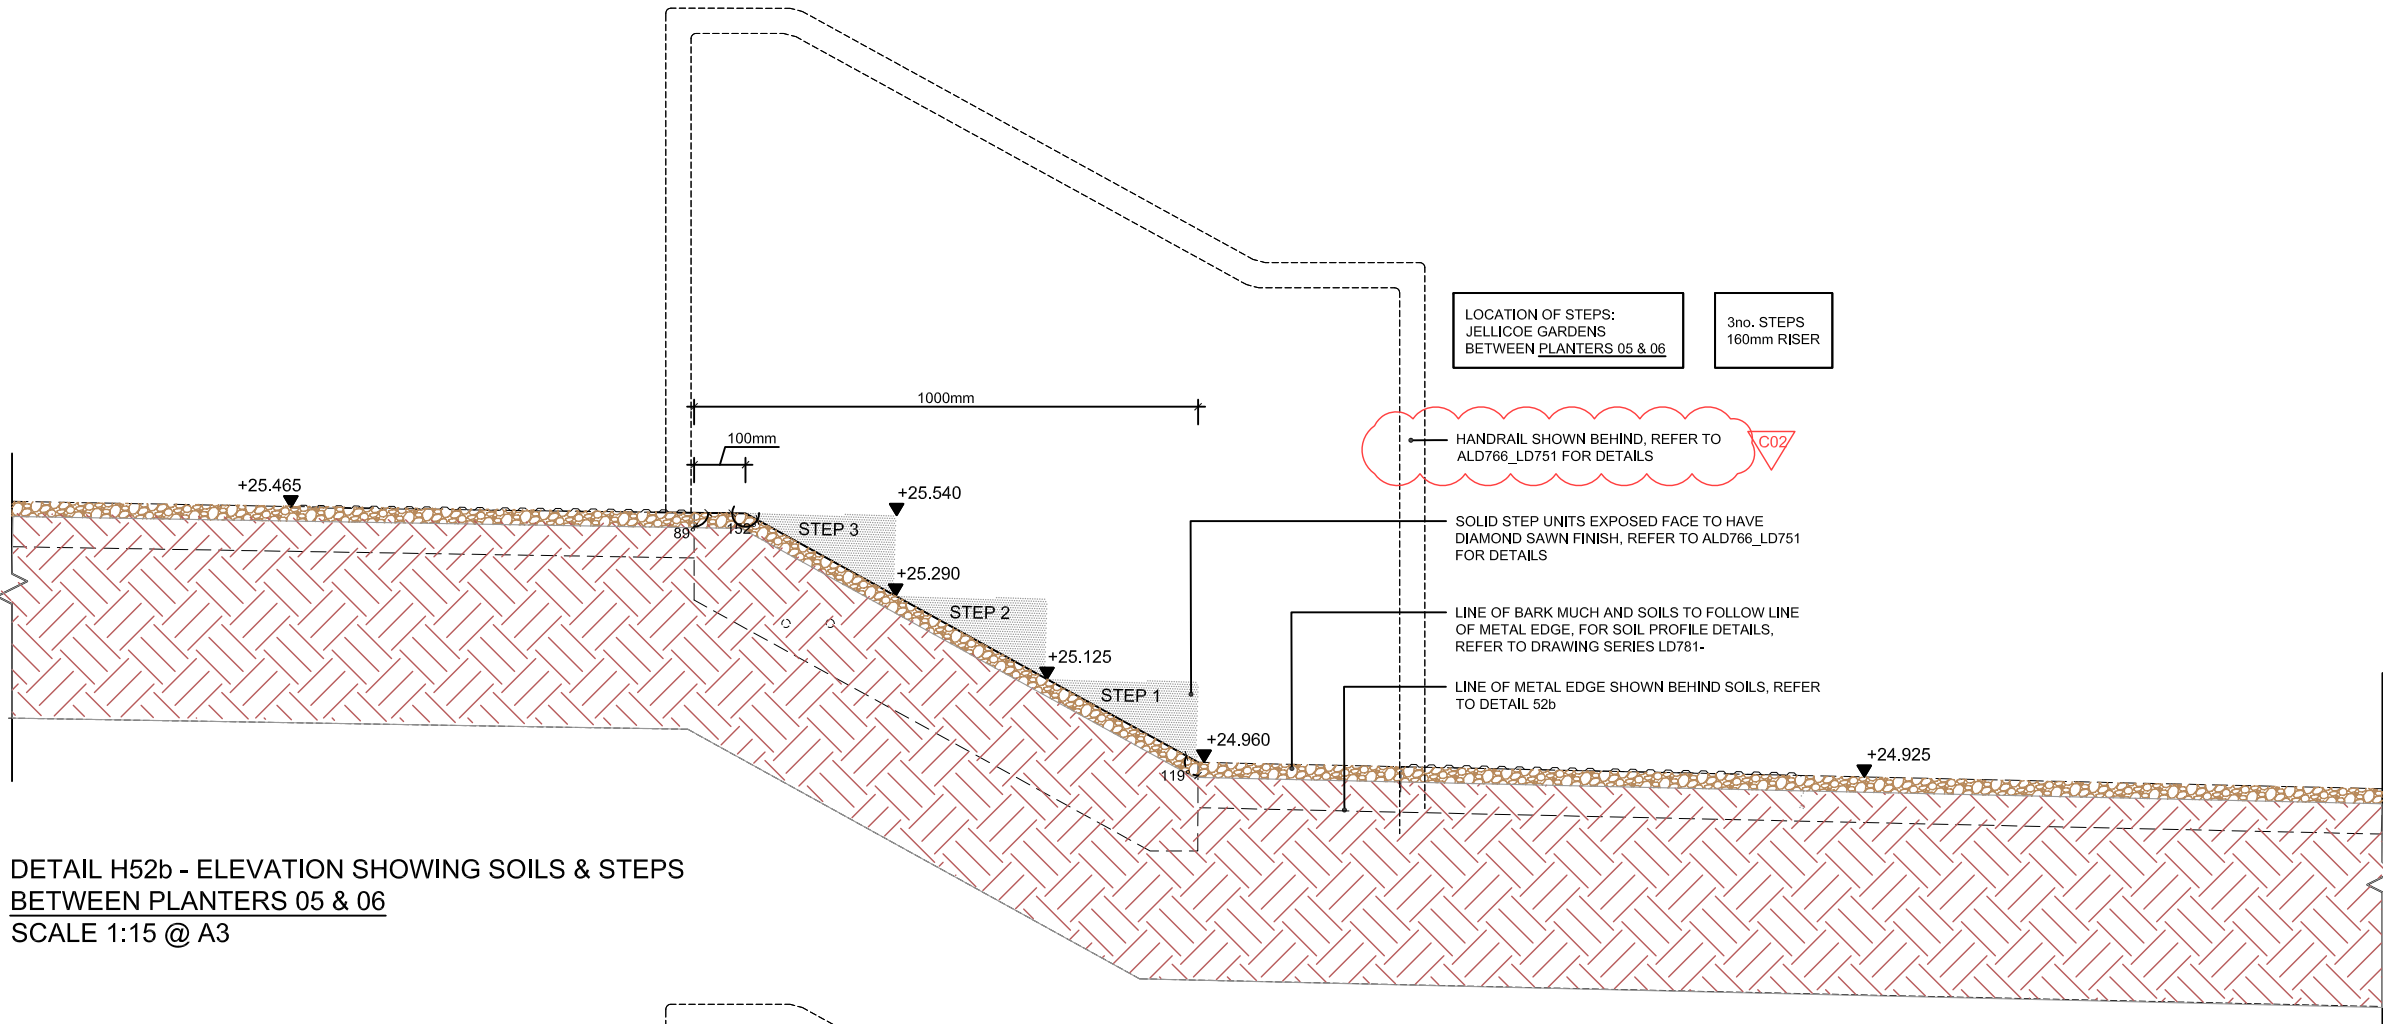 LOCATION OF STEPS:
JELLICOE GARDENS
BETWEEN PLANTERS 05 & 06
3no. STEPS
160mm RISER
1000mm
100mm
HANDRAIL SHOWN BEHIND, REFER TO
ALD766_LD751 FOR DETAILS
C02
+25.465
+25.540
89°
152°
STEP 3
SOLID STEP UNITS EXPOSED FACE TO HAVE
DIAMOND SAWN FINISH, REFER TO ALD766_LD751
FOR DETAILS
+25.290
STEP 2
LINE OF BARK MUCH AND SOILS TO FOLLOW LINE
OF METAL EDGE, FOR SOIL PROFILE DETAILS,
REFER TO DRAWING SERIES LD781-
+25.125
STEP 1
LINE OF METAL EDGE SHOWN BEHIND SOILS, REFER
TO DETAIL 52b
+24.960
119°
+24.925
DETAIL H52b - ELEVATION SHOWING SOILS & STEPS
BETWEEN PLANTERS 05 & 06
SCALE 1:15 @ A3